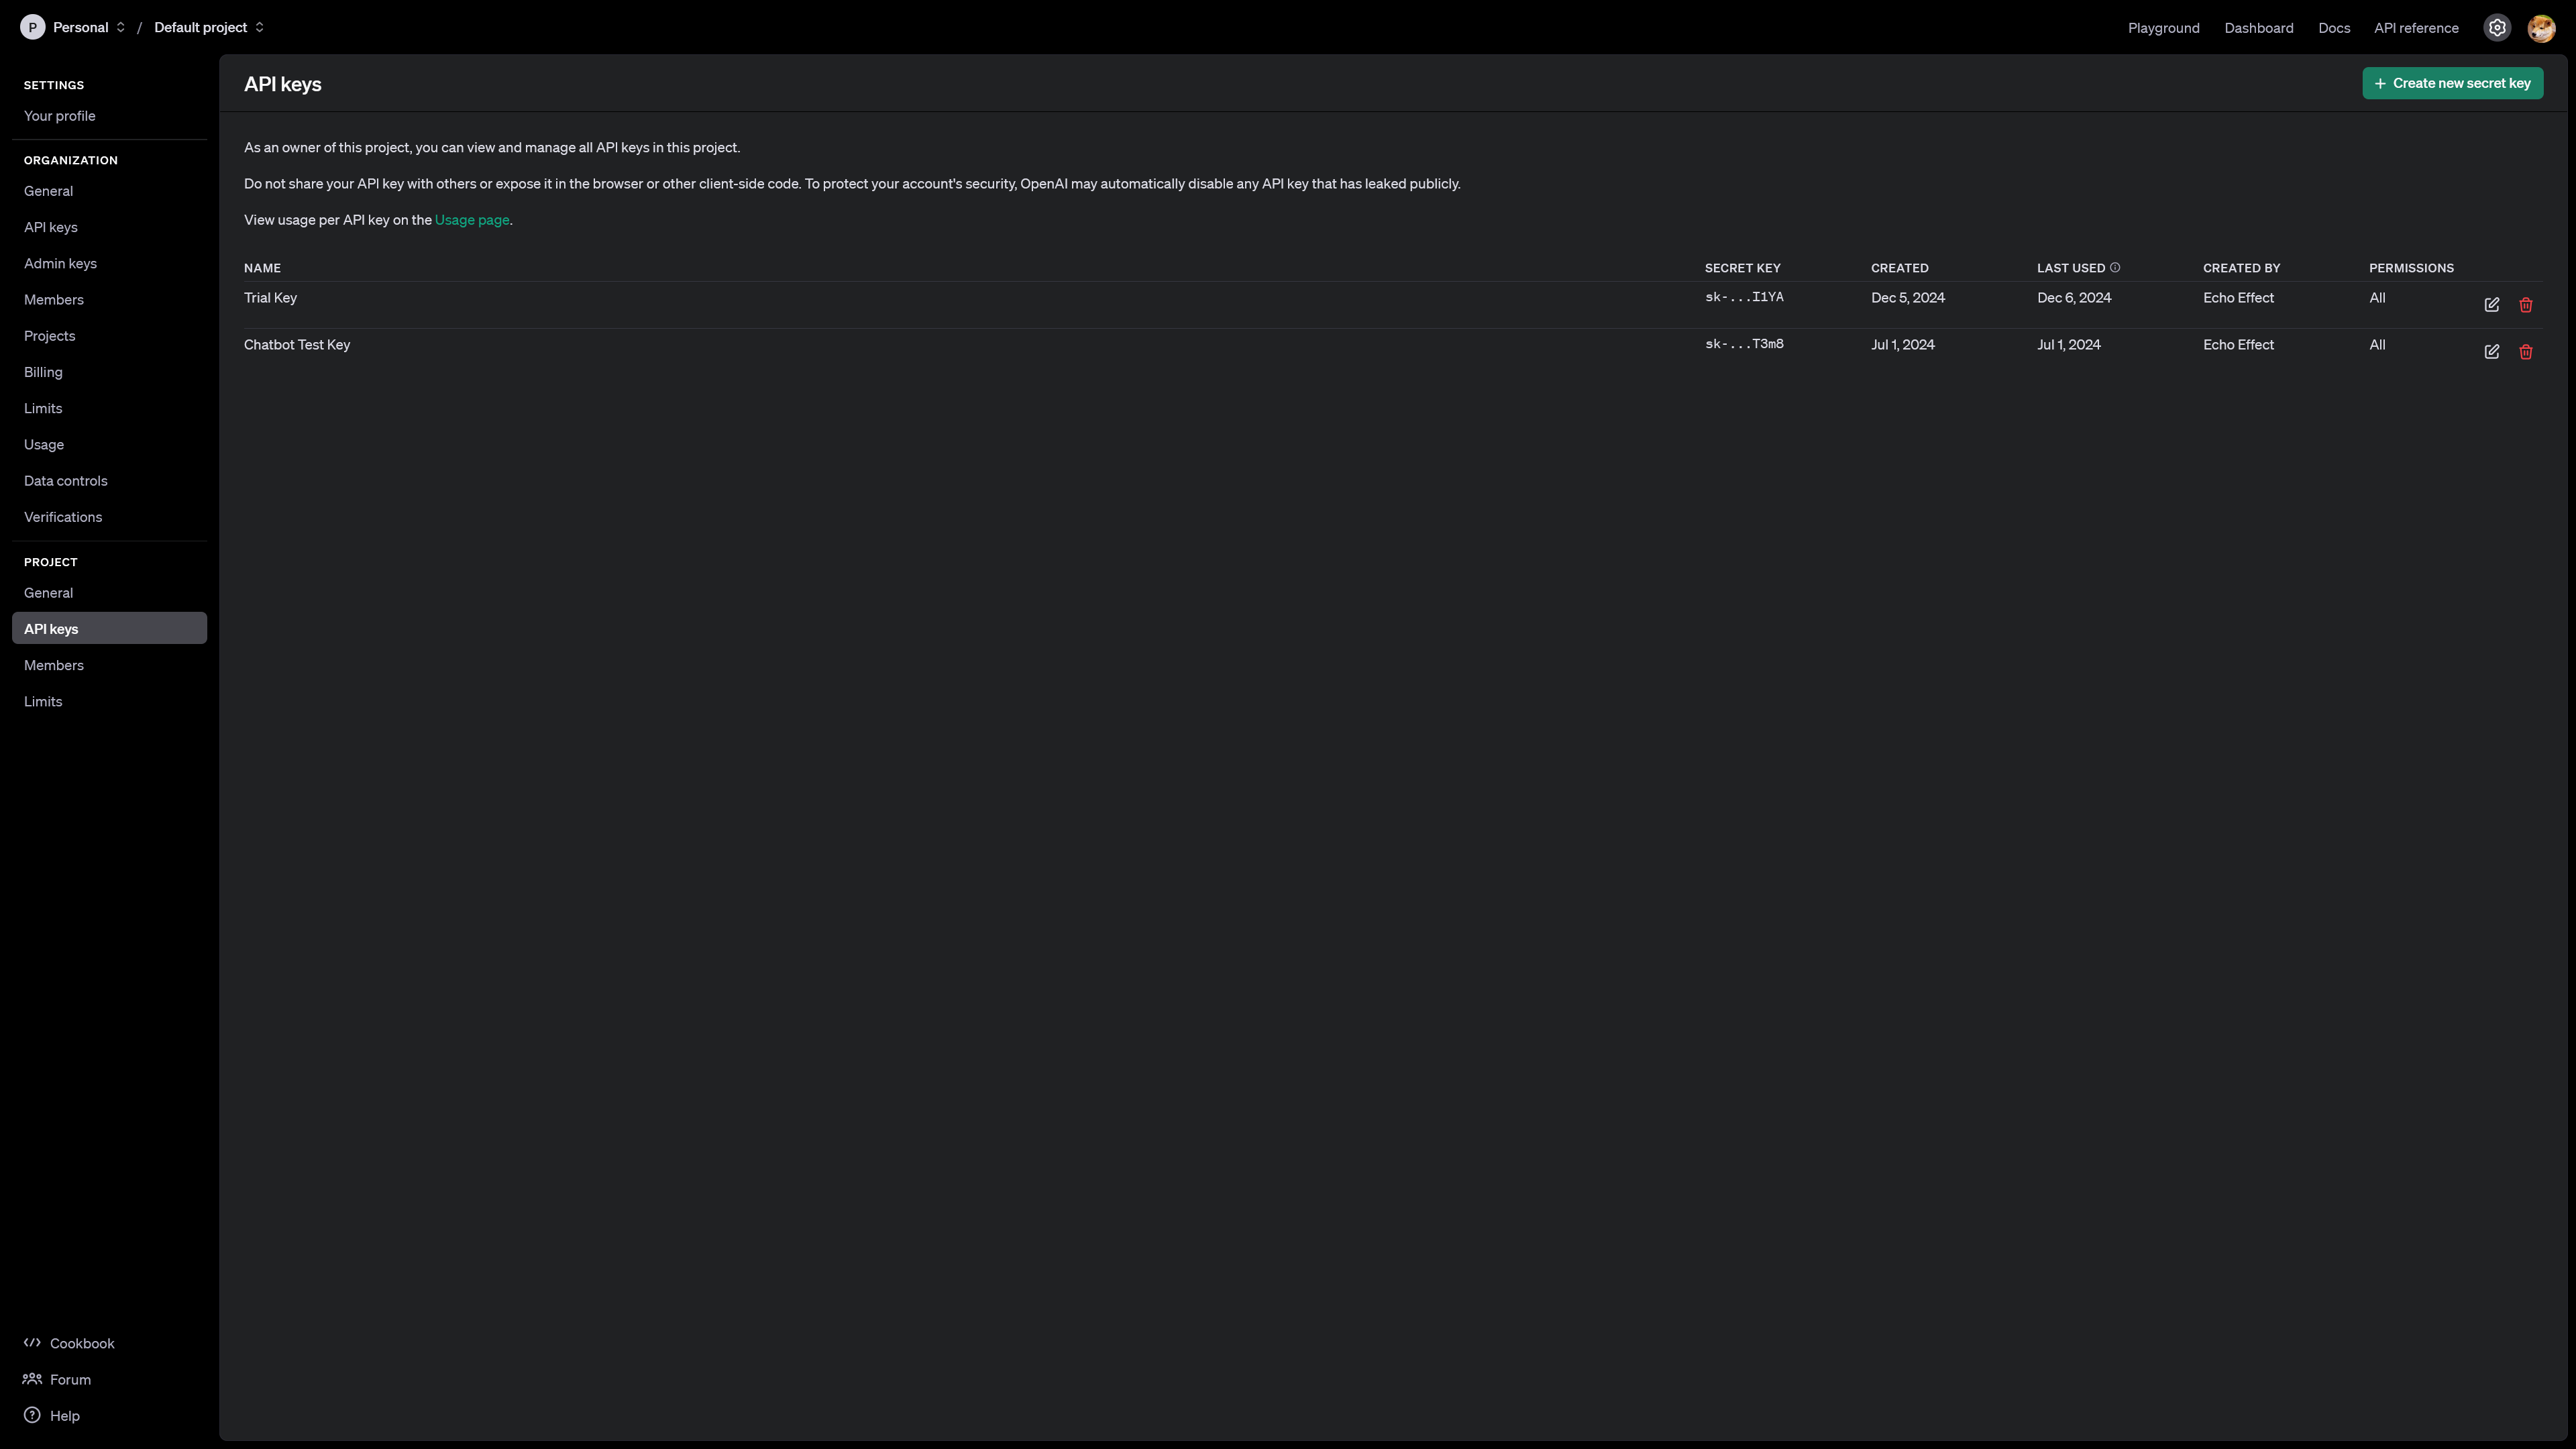 P Personal / Default project
Playground Dashboard Docs API reference
SETTINGS
Your profile
ORGANIZATION
General
API keys
Admin keys
Members
Projects
Billing
Limits
Usage
Data controls
Verifications
PROJECT
General
API keys
Members
Limits
Cookbook
Forum
Help
API keys
+ Create new secret key
As an owner of this project, you can view and manage all API keys in this project.
Do not share your API key with others or expose it in the browser or other client-side code. To protect your account's security, OpenAI may automatically disable any API key that has leaked publicly.
View usage per API key on the Usage page.
NAME SECRET KEY CREATED LAST USED CREATED BY PERMISSIONS
Trial Key sk-...I1YA Dec 5, 2024 Dec 6, 2024 Echo Effect All
Chatbot Test Key sk-...T3m8 Jul 1, 2024 Jul 1, 2024 Echo Effect All